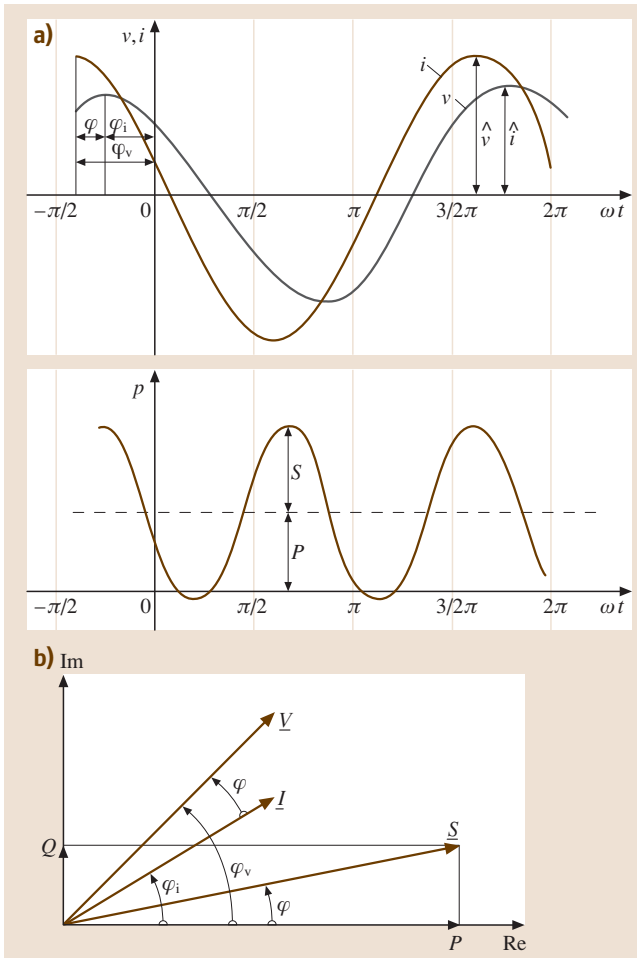 a)
v, i
i
v
φ φi
φv
v̂ î
−π/2 0 π/2 π 3/2π 2π ωt
p
S
P
−π/2 0 π/2 π 3/2π 2π ωt
b) Im
V
φ
I
S
Q
φv
φi
φ
P Re